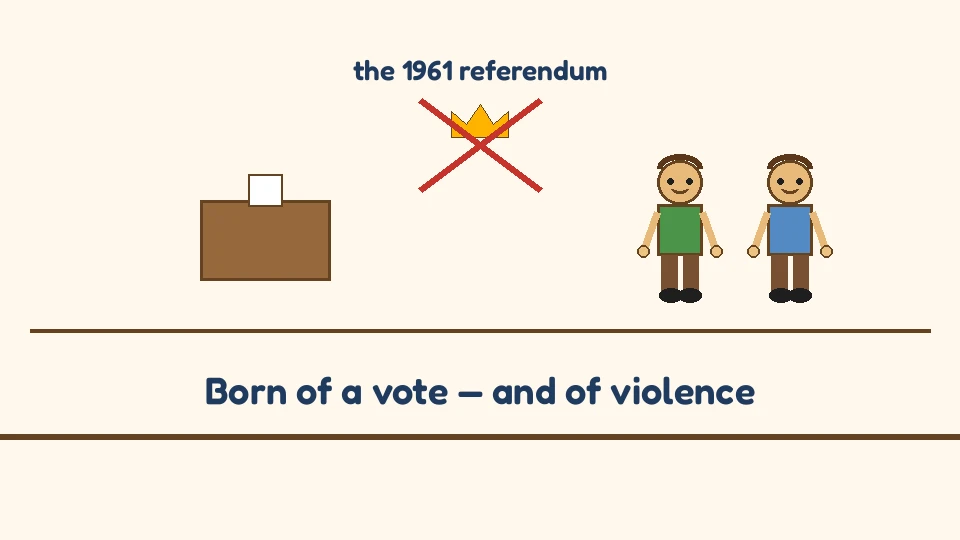 the 1961 referendum
Born of a vote — and of violence